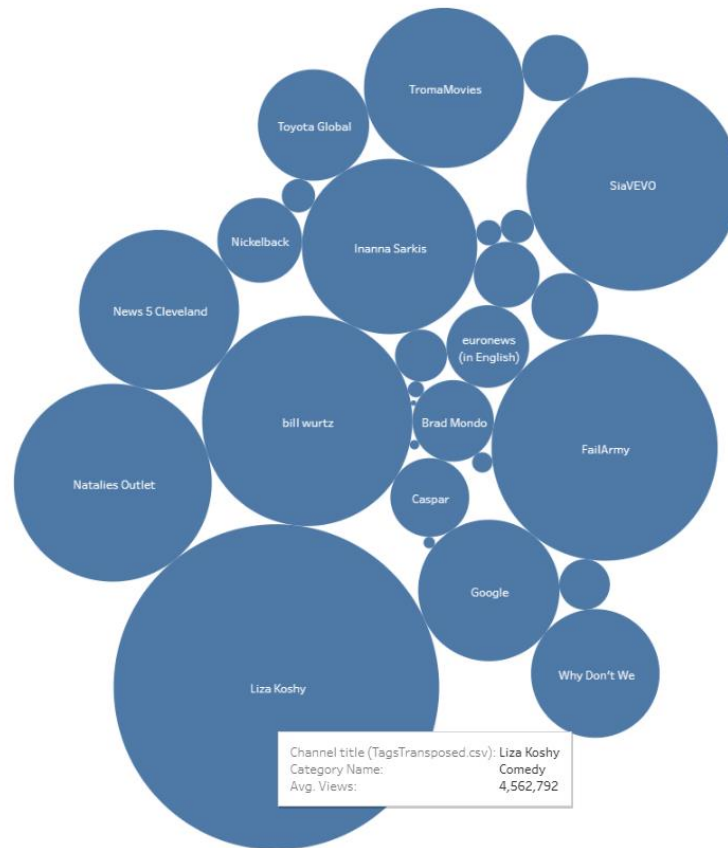 TromaMovies
Toyota Global
SiaVEVO
Nickelback
Inanna Sarkis
News 5 Cleveland
euronews
(in English)
bill wurtz
Brad Mondo
FailArmy
Natalies Outlet
Caspar
Google
Why Don't We
Liza Koshy
Channel title (TagsTransposed.csv): Liza Koshy
Category Name: Comedy
Avg. Views: 4,562,792